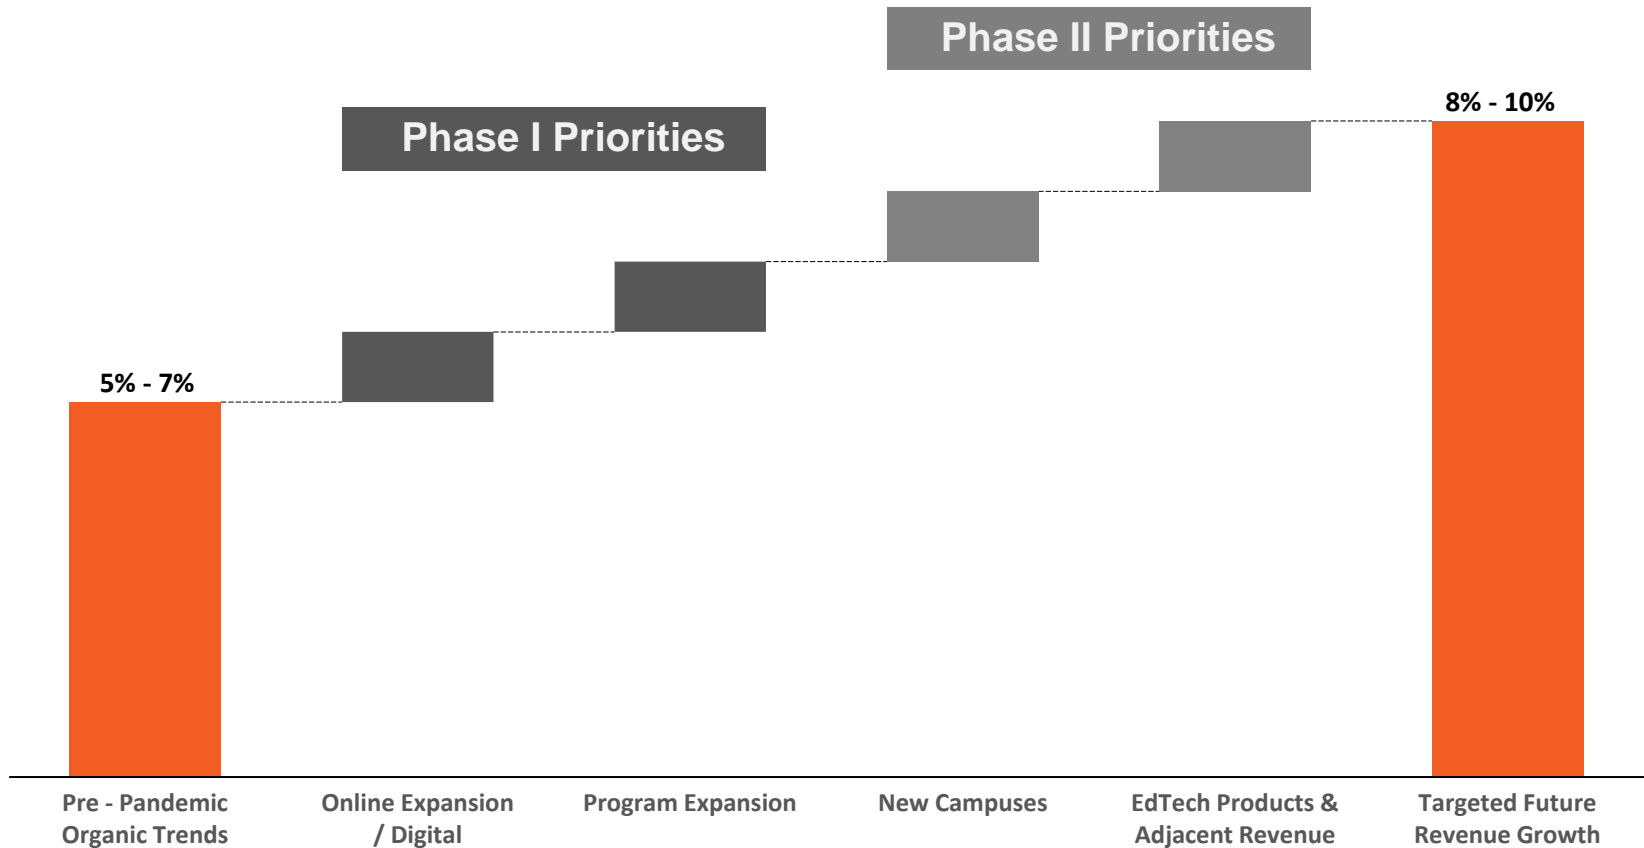 Phase II Priorities
8% - 10%
Phase I Priorities
5% - 7%
Pre - Pandemic
Organic Trends
Online Expansion
/ Digital
Program Expansion
New Campuses
EdTech Products &
Adjacent Revenue
Targeted Future
Revenue Growth